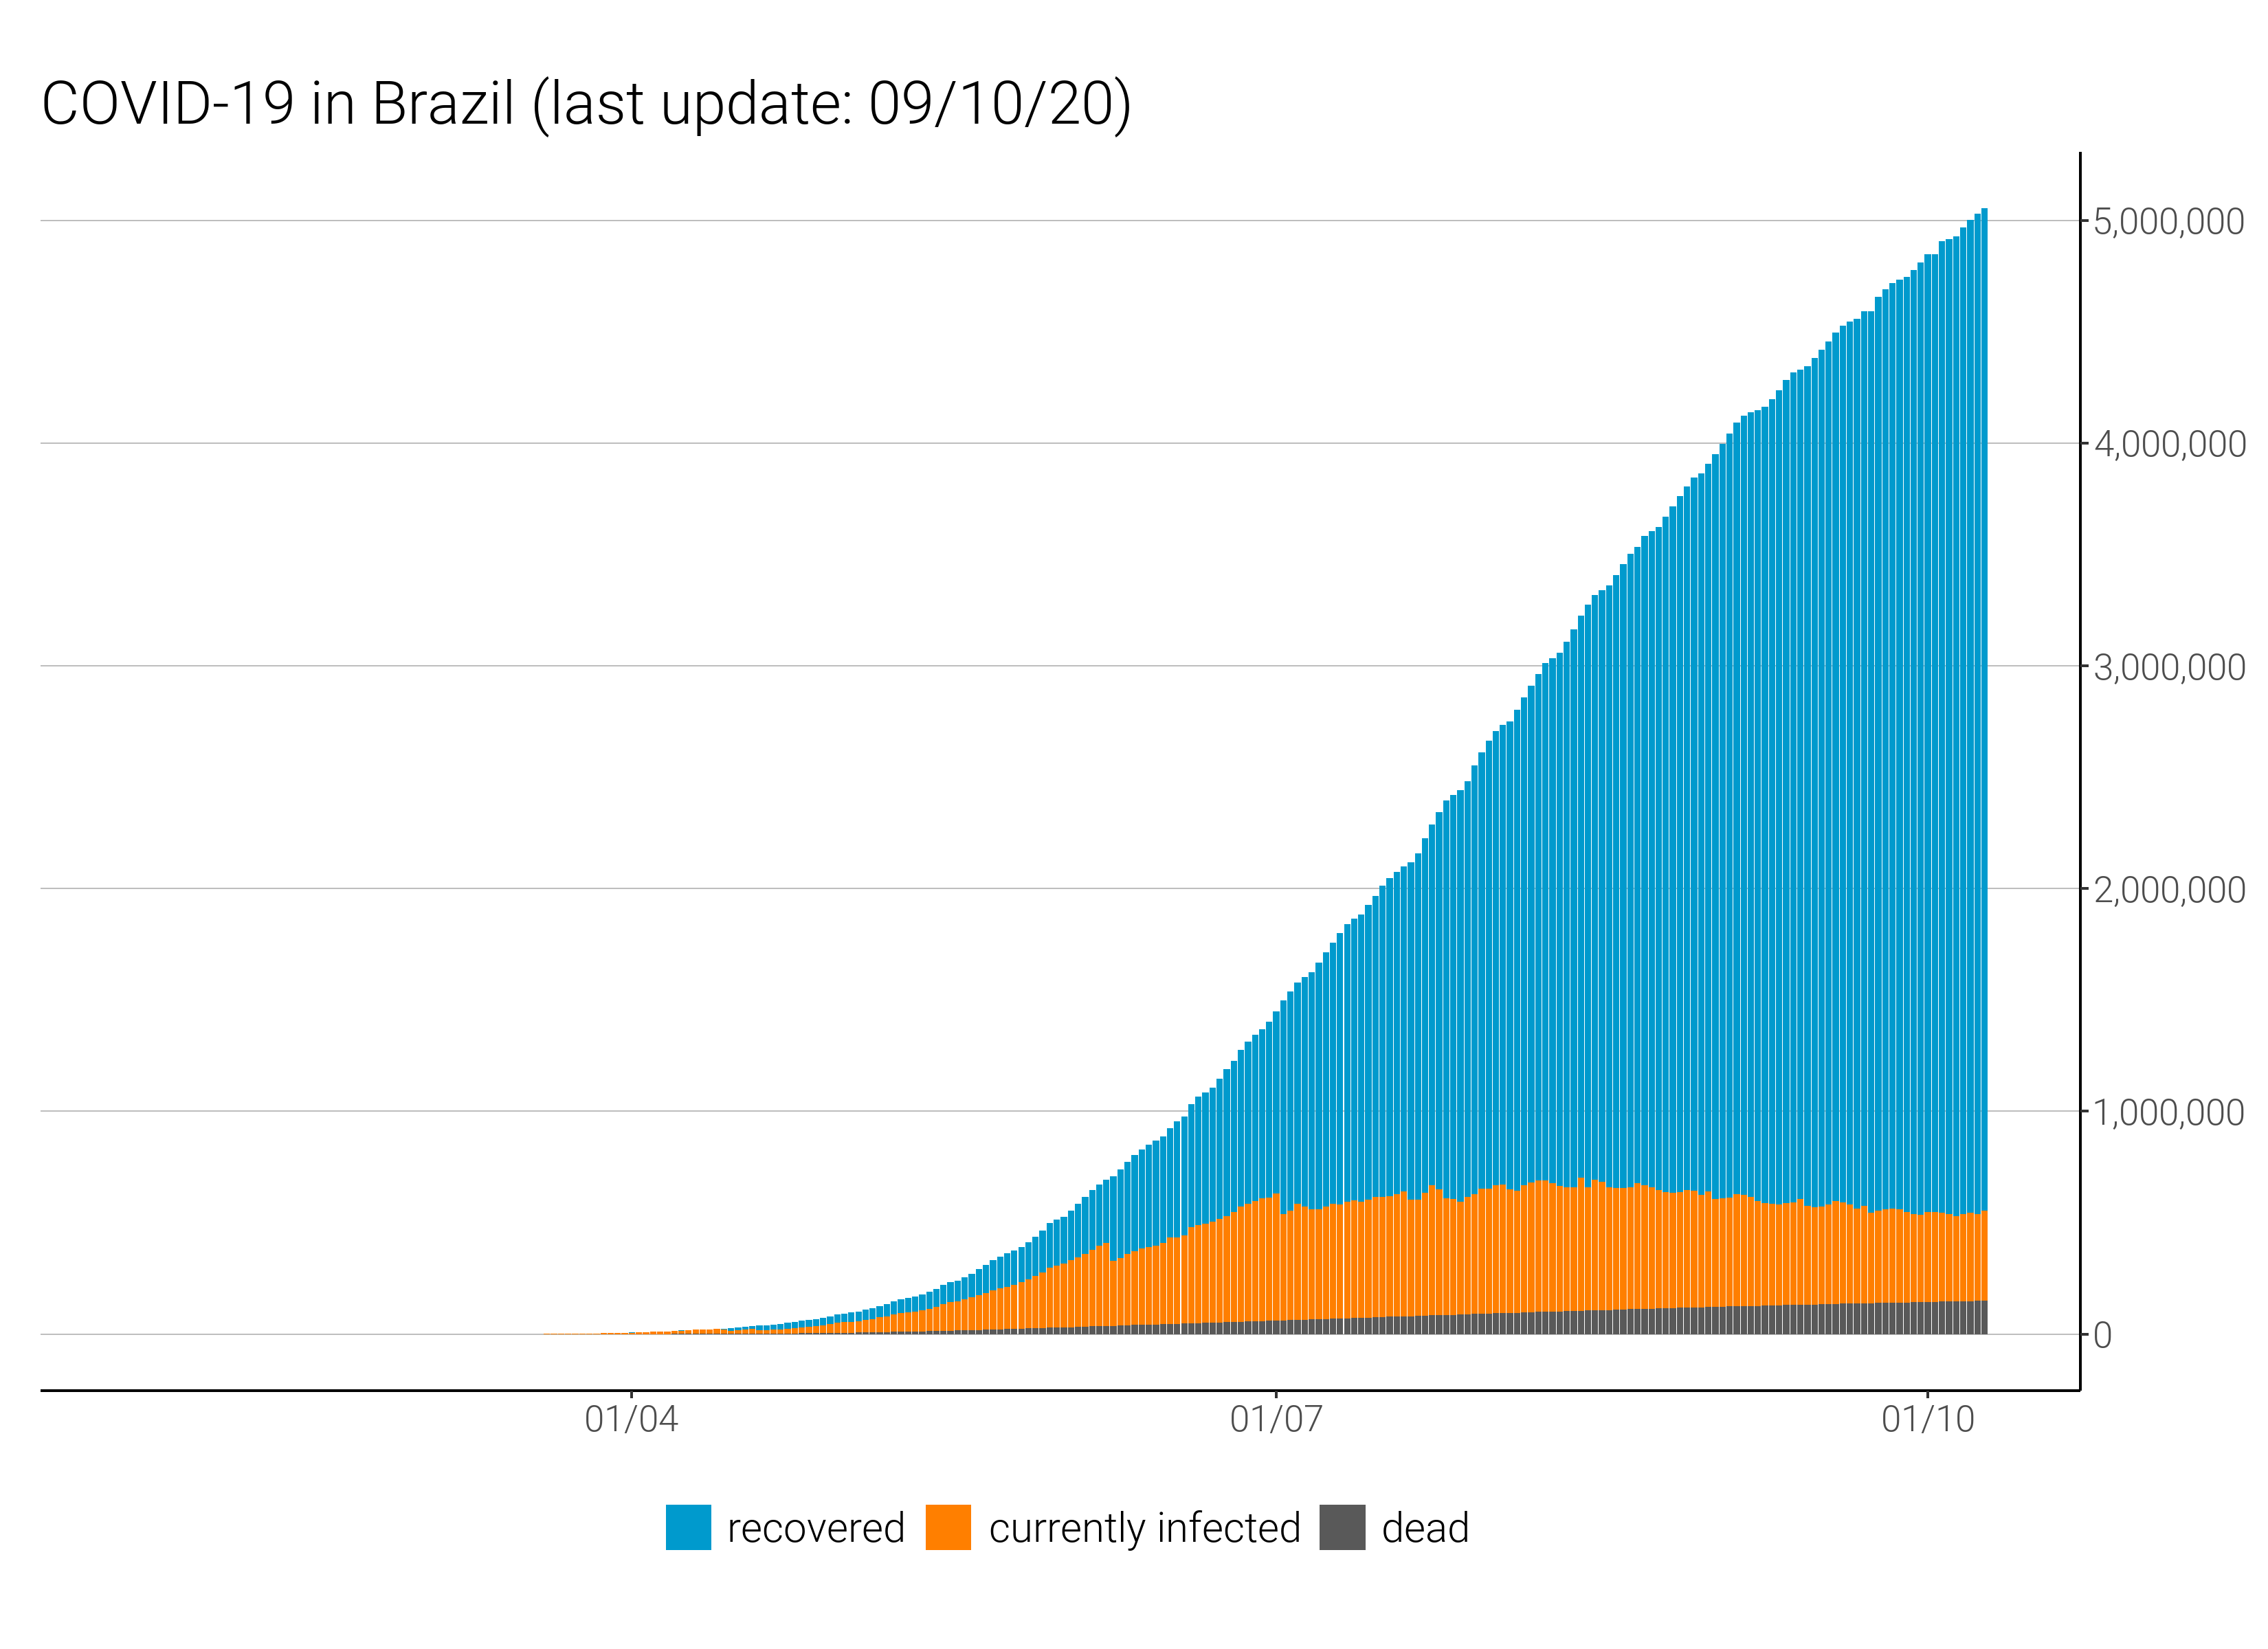 COVID-19 in Brazil (last update: 09/10/20)
5,000,000
4,000,000
3,000,000
2,000,000
1,000,000
0
01/04 01/07 01/10
recovered currently infected dead